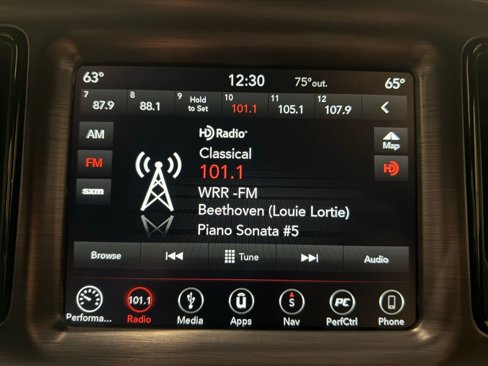 63° 12:30 75°out. 65°
7 87.9 8 88.1 9 Hold to Set 10 101.1 11 105.1 12 107.9
AM
FM
sxm
HD Radio®
Classical
101.1
WRR -FM
Beethoven (Louie Lortie)
Piano Sonata #5
Map
HD
Browse Tune Audio
Performa... 101.1 Radio Media Apps S Nav PC PerfCtrl Phone